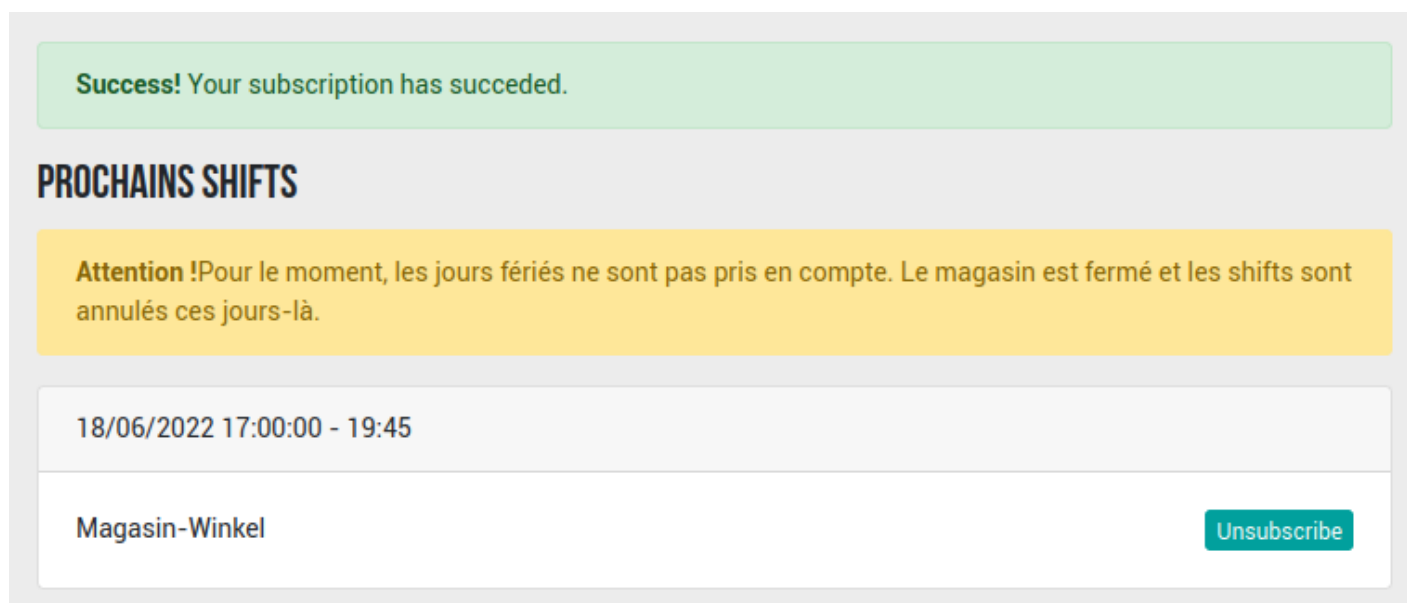 Success! Your subscription has succeded.
PROCHAINS SHIFTS
Attention !Pour le moment, les jours fériés ne sont pas pris en compte. Le magasin est fermé et les shifts sont
annulés ces jours-là.
18/06/2022 17:00:00 - 19:45
Magasin-Winkel
Unsubscribe